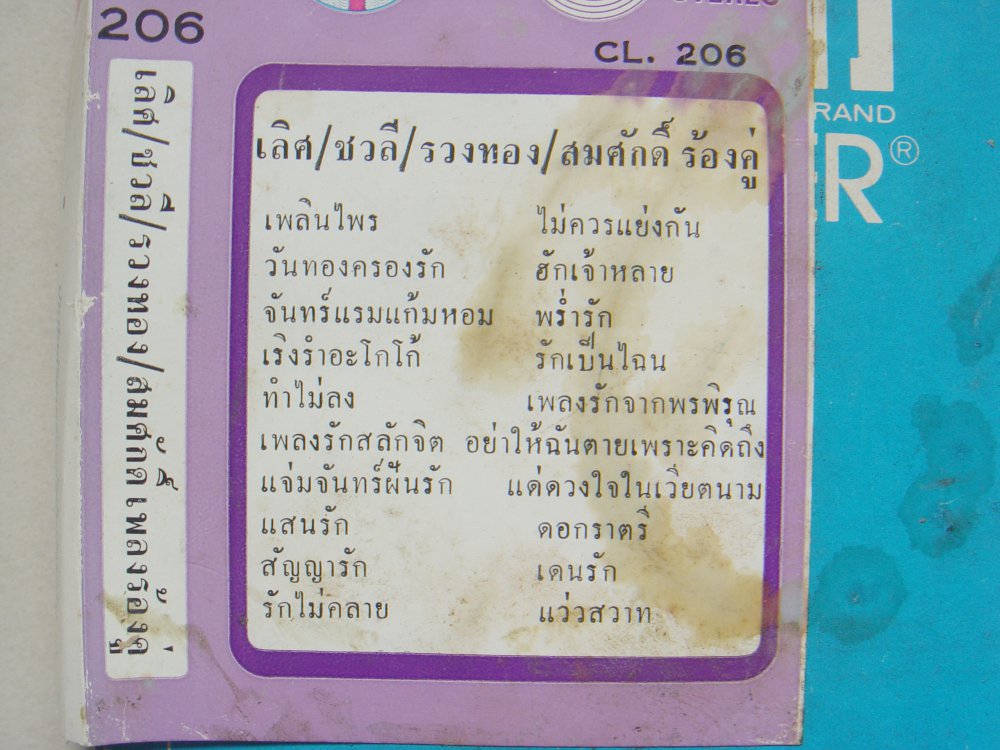 206
STEREO
CL. 206
เลิศ/ชวลี/รวงทอง/สมศักดิ์ เพลงร้องคู่
เลิศ/ชวลี/รวงทอง/สมศักดิ์ ร้องคู่
เพลินไพร ไม่ควรแย่งกัน
วันทองครองรัก ฮักเจ้าหลาย
จันทร์แรมแก้มหอม พร่ำรัก
เริงรำอะโกโก้ รักเป็นไฉน
ทำไม่ลง เพลงรักจากพรพิรุณ
เพลงรักสลักจิต อย่าให้ฉันตายเพราะคิดถึง
แจ่มจันทร์ฝันรัก แด่ดวงใจในเวียตนาม
แสนรัก ดอกราตรี
สัญญารัก เดนรัก
รักไม่คลาย แว่วสวาท
RAND
ER®